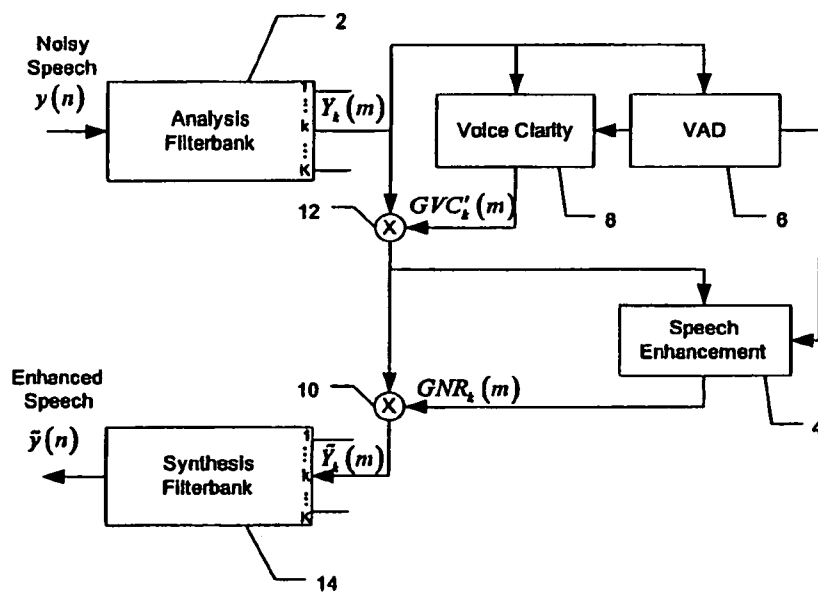 2
Noisy
Speech
y(n)
Analysis
Filterbank
1
⋮
k
⋮
K
Y_k(m)
Voice Clarity
VAD
8
6
12
X
GVC'_k(m)
Speech
Enhancement
4
Enhanced
Speech
ỹ(n)
10
X
GNR_k(m)
Synthesis
Filterbank
1
⋮
k
⋮
K
Ỹ_k(m)
14